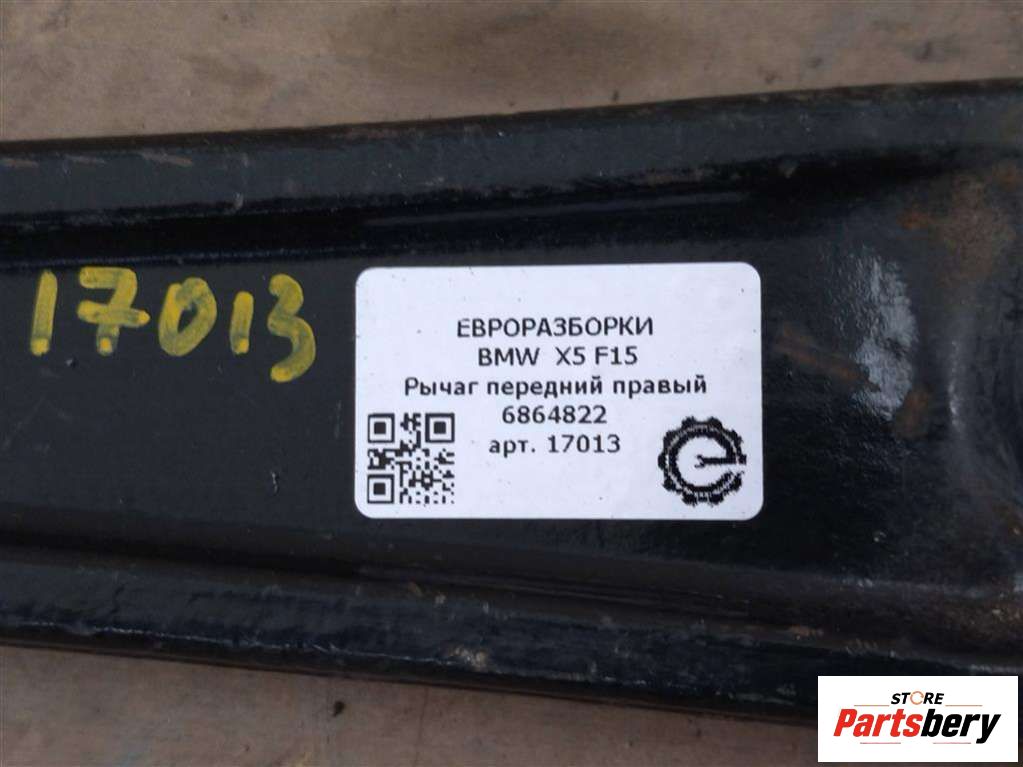 17013
ЕВРОРАЗБОРКИ
BMW X5 F15
Рычаг передний правый
6864822
арт. 17013
STORE
Partsbery